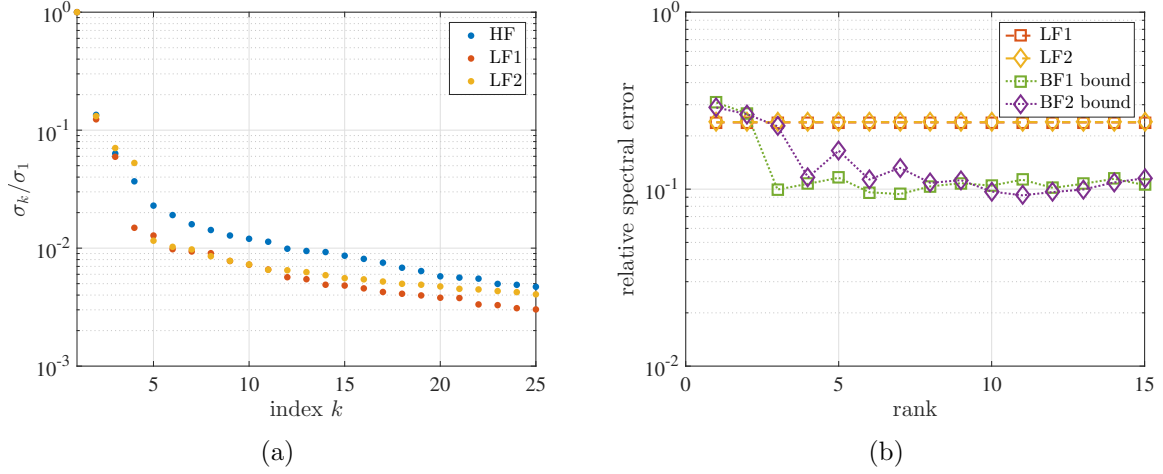 10^0
10^-1
10^-2
10^-3
5
10
15
20
25
σ_k/σ_1
index k
HF
LF1
LF2
(a)
10^0
10^-1
10^-2
0
5
10
15
relative spectral error
rank
LF1
LF2
BF1 bound
BF2 bound
(b)